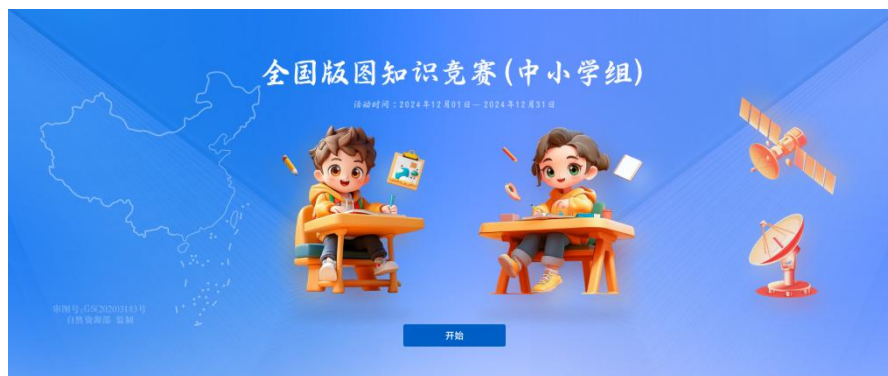 全国版图知识竞赛(中小学组)
活动时间：2024年12月01日—2024年12月31日
审图号:GS(2020)3183号
自然资源部 监制
开始